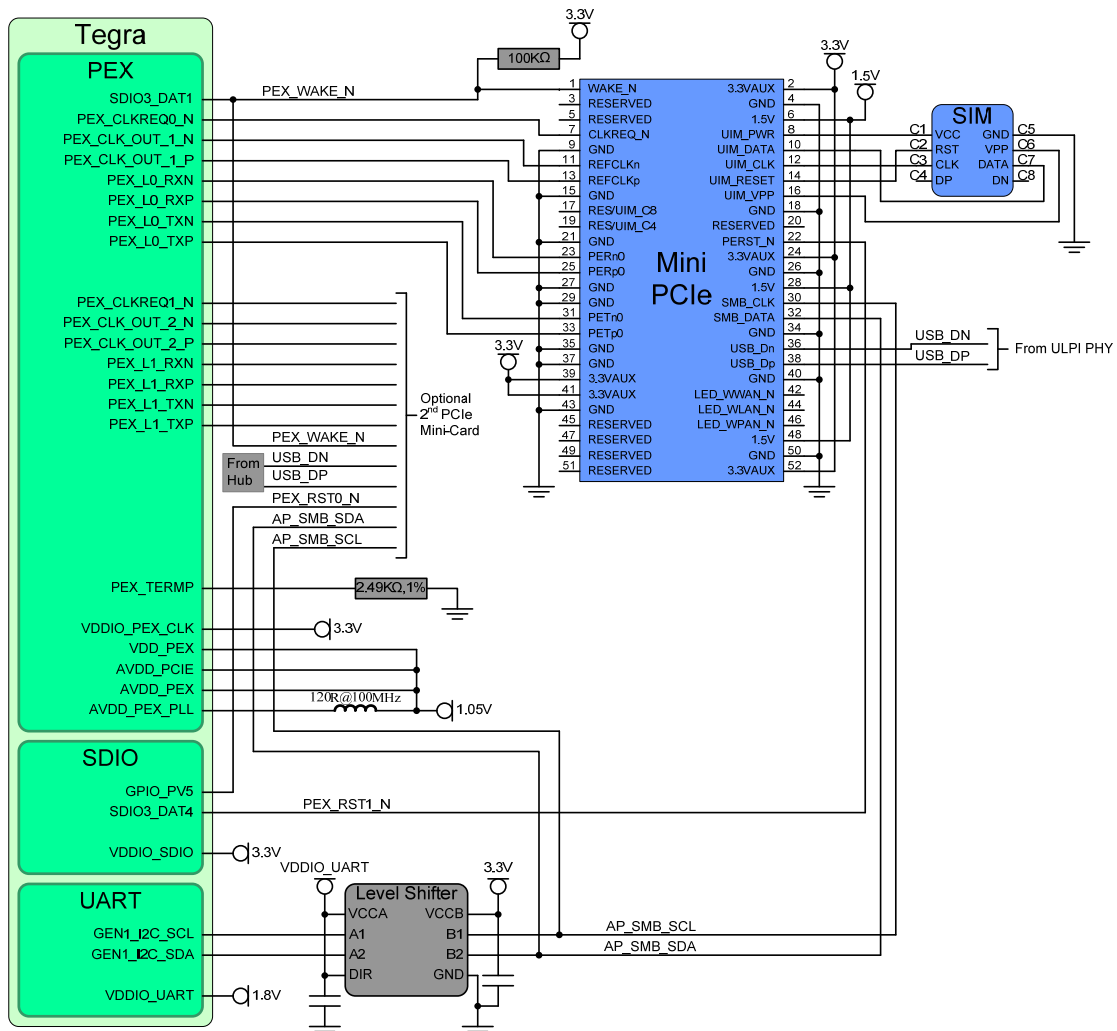 Tegra
PEX
SDIO3_DAT1
PEX_CLKREQ0_N
PEX_CLK_OUT_1_N
PEX_CLK_OUT_1_P
PEX_L0_RXN
PEX_L0_RXP
PEX_L0_TXN
PEX_L0_TXP
PEX_CLKREQ1_N
PEX_CLK_OUT_2_N
PEX_CLK_OUT_2_P
PEX_L1_RXN
PEX_L1_RXP
PEX_L1_TXN
PEX_L1_TXP
PEX_TERMP
VDDIO_PEX_CLK
VDD_PEX
AVDD_PCIE
AVDD_PEX
AVDD_PEX_PLL
SDIO
GPIO_PV5
SDIO3_DAT4
VDDIO_SDIO
UART
GEN1_I2C_SCL
GEN1_I2C_SDA
VDDIO_UART
PEX_WAKE_N
100KΩ
3.3V
PEX_WAKE_N
From
Hub
USB_DN
USB_DP
PEX_RST0_N
AP_SMB_SDA
AP_SMB_SCL
Optional
2nd PCIe
Mini-Card
2.49KΩ,1%
3.3V
120R@100MHz
1.05V
PEX_RST1_N
3.3V
1.8V
VDDIO_UART
3.3V
Level Shifter
VCCA
VCCB
A1
B1
A2
B2
DIR
GND
AP_SMB_SCL
AP_SMB_SDA
3.3V
Mini
PCIe
1 WAKE_N
3 RESERVED
5 RESERVED
7 CLKREQ_N
9 GND
11 REFCLKn
13 REFCLKp
15 GND
17 RES/UIM_C8
19 RES/UIM_C4
21 GND
23 PERn0
25 PERp0
27 GND
29 GND
31 PETn0
33 PETp0
35 GND
37 GND
39 3.3VAUX
41 3.3VAUX
43 GND
45 RESERVED
47 RESERVED
49 RESERVED
51 RESERVED
3.3VAUX 2
GND 4
1.5V 6
UIM_PWR 8
UIM_DATA 10
UIM_CLK 12
UIM_RESET 14
UIM_VPP 16
GND 18
RESERVED 20
PERST_N 22
3.3VAUX 24
GND 26
1.5V 28
SMB_CLK 30
SMB_DATA 32
GND 34
USB_Dn 36
USB_Dp 38
GND 40
LED_WWAN_N 42
LED_WLAN_N 44
LED_WPAN_N 46
1.5V 48
GND 50
3.3VAUX 52
3.3V
1.5V
SIM
C1 VCC GND C5
C2 RST VPP C6
C3 CLK DATA C7
C4 DP DN C8
USB_DN
USB_DP
From ULPI PHY